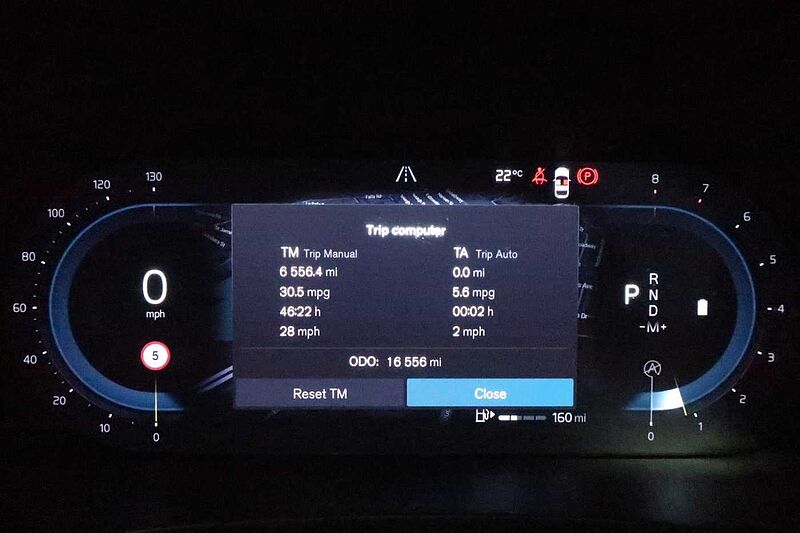 22°C
P
130
120
100
80
60
40
20
10
0
8
7
6
5
4
3
2
1
0
Trip computer
TM Trip Manual
TA Trip Auto
6 556.4 mi
0.0 mi
30.5 mpg
5.6 mpg
46:22 h
00:02 h
28 mph
2 mph
ODO: 16 556 mi
Reset TM
Close
0
mph
5
P
R
N
D
-M+
A
160 mi